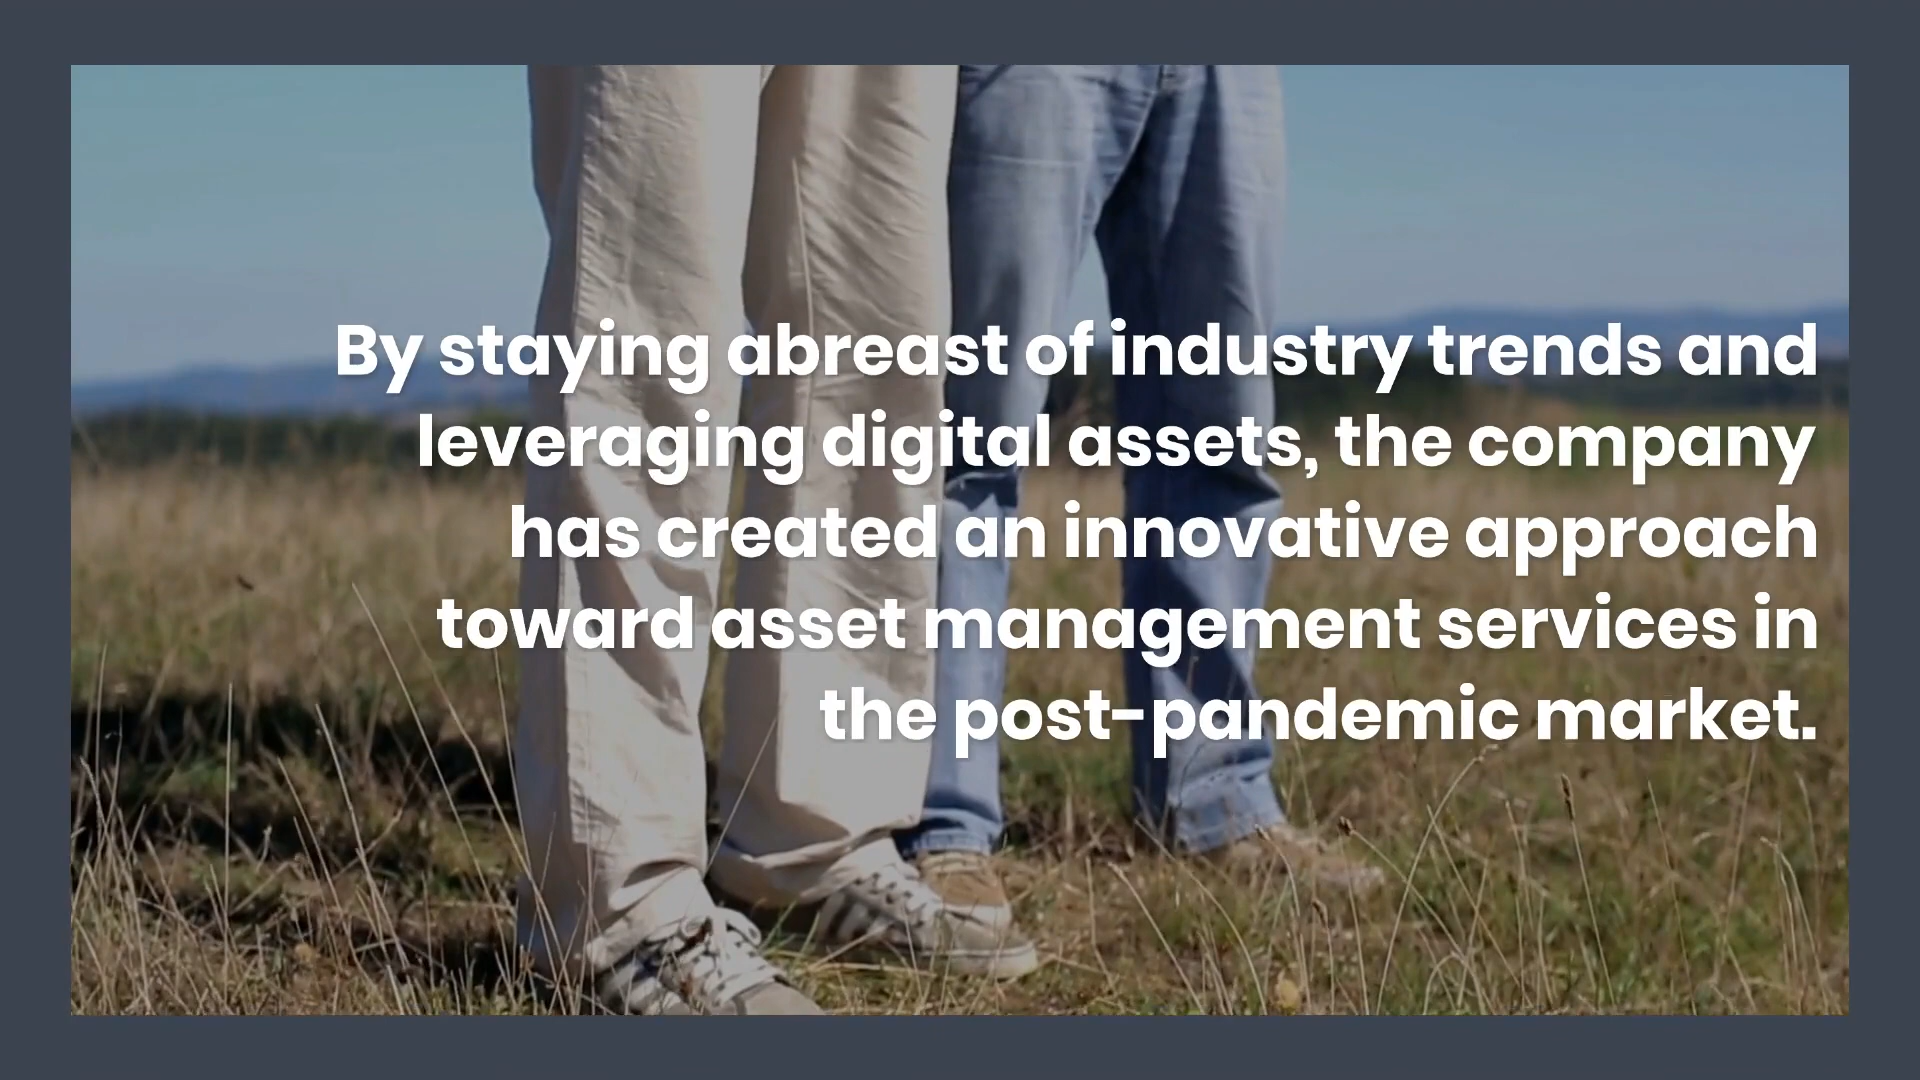 By staying abreast of industry trends and
leveraging digital assets, the company
has created an innovative approach
toward asset management services in
the post-pandemic market.